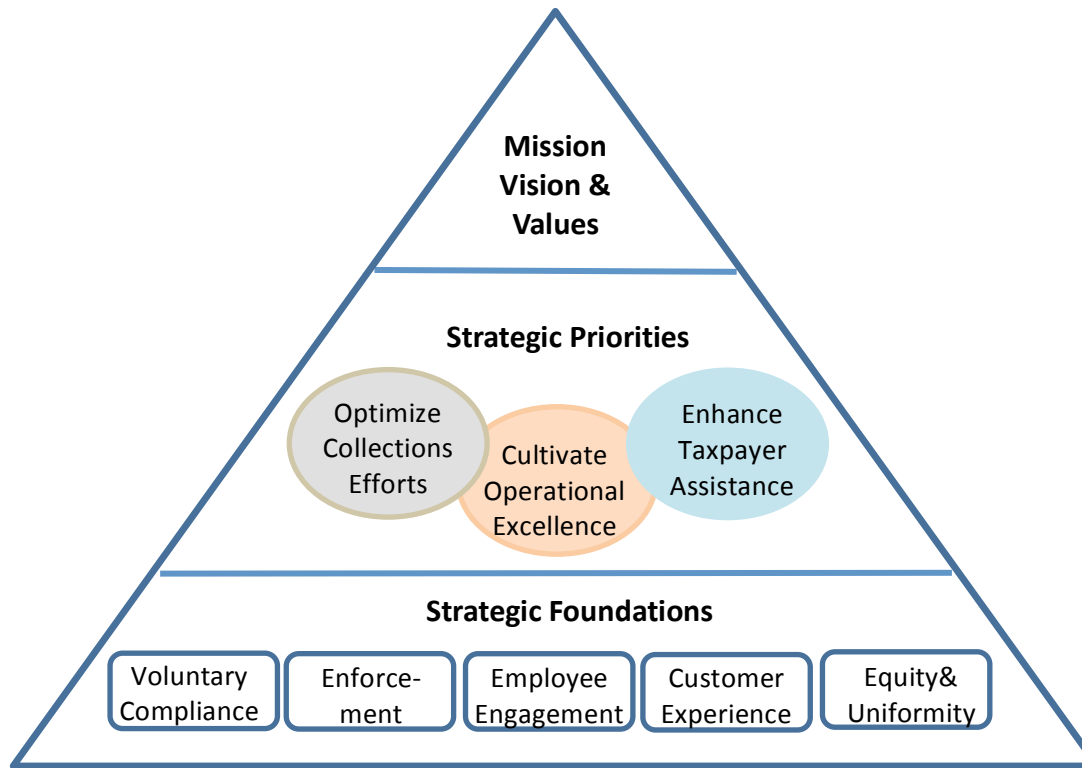 Mission
Vision &
Values
Strategic Priorities
Optimize
Collections
Efforts
Cultivate
Operational
Excellence
Enhance
Taxpayer
Assistance
Strategic Foundations
Voluntary
Compliance
Enforce-
ment
Employee
Engagement
Customer
Experience
Equity&
Uniformity